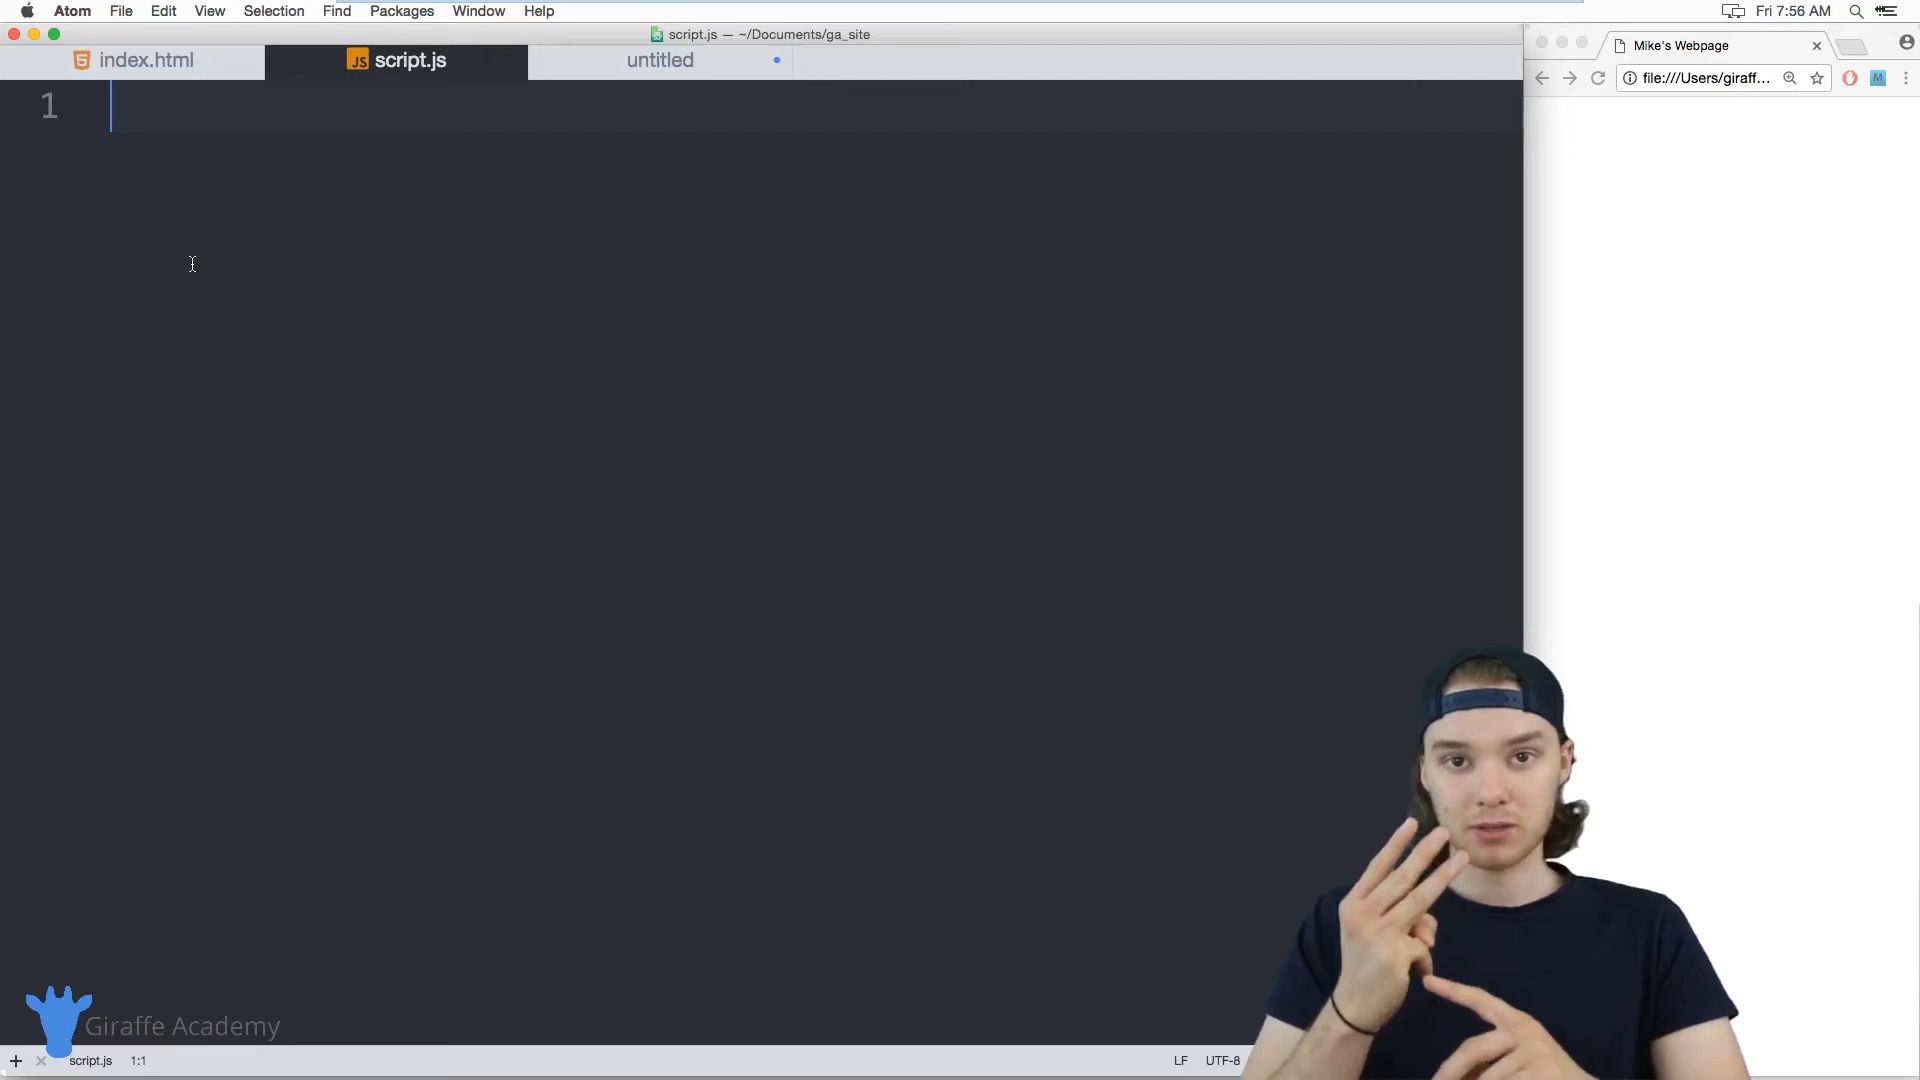 Atom File Edit View Selection Find Packages Window Help Fri 7:56 AM
script.js — ~/Documents/ga_site
index.html JS script.js untitled
Mike's Webpage
file:///Users/giraff... M
1
Giraffe Academy
script.js 1:1 LF UTF-8